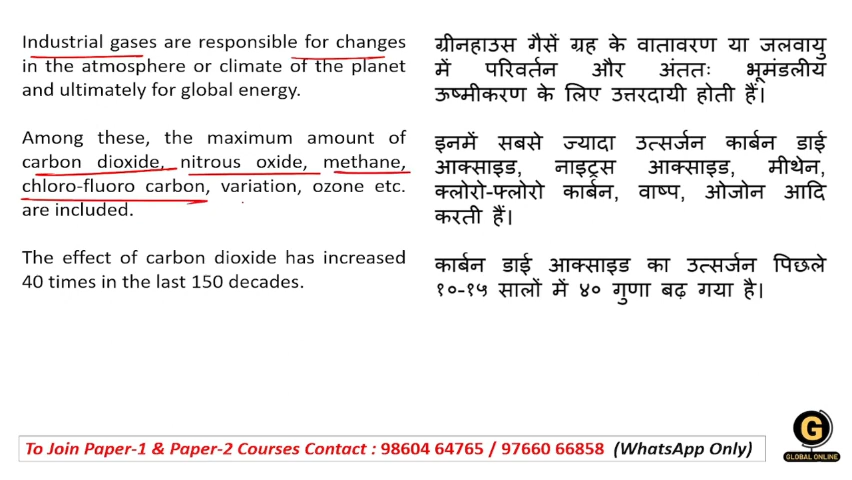 Industrial gases are responsible for changes
in the atmosphere or climate of the planet
and ultimately for global energy.
Among these, the maximum amount of
carbon dioxide, nitrous oxide, methane,
chloro-fluoro carbon, variation, ozone etc.
are included.
The effect of carbon dioxide has increased
40 times in the last 150 decades.
ग्रीनहाउस गैसें ग्रह के वातावरण या जलवायु
में परिवर्तन और अंततः भूमंडलीय
ऊष्मीकरण के लिए उत्तरदायी होती हैं।
इनमें सबसे ज्यादा उत्सर्जन कार्बन डाई
आक्साइड, नाइट्रस आक्साइड, मीथेन,
क्लोरो-फ्लोरो कार्बन, वाष्प, ओजोन आदि
करती हैं।
कार्बन डाई आक्साइड का उत्सर्जन पिछले
१०-१५ सालों में ४० गुणा बढ़ गया है।
To Join Paper-1 & Paper-2 Courses Contact : 98604 64765 / 97660 66858 (WhatsApp Only)
G
GLOBAL ONLINE